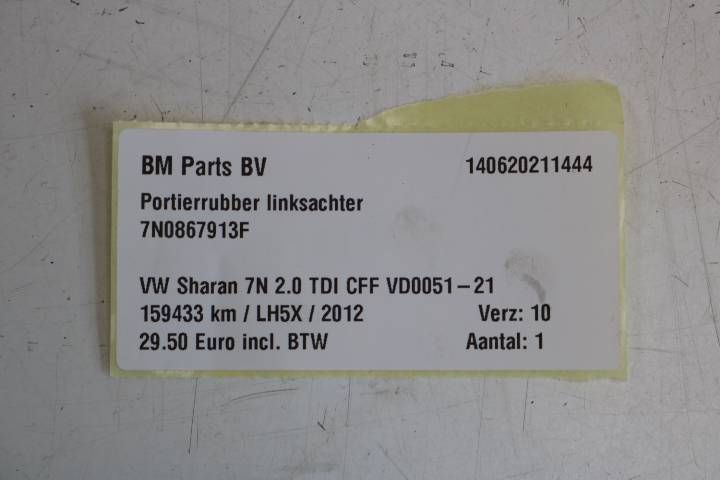 BM Parts BV 140620211444
Portierrubber linksachter
7N0867913F
VW Sharan 7N 2.0 TDI CFF VD0051-21
159433 km / LH5X / 2012 Verz: 10
29.50 Euro incl. BTW Aantal: 1